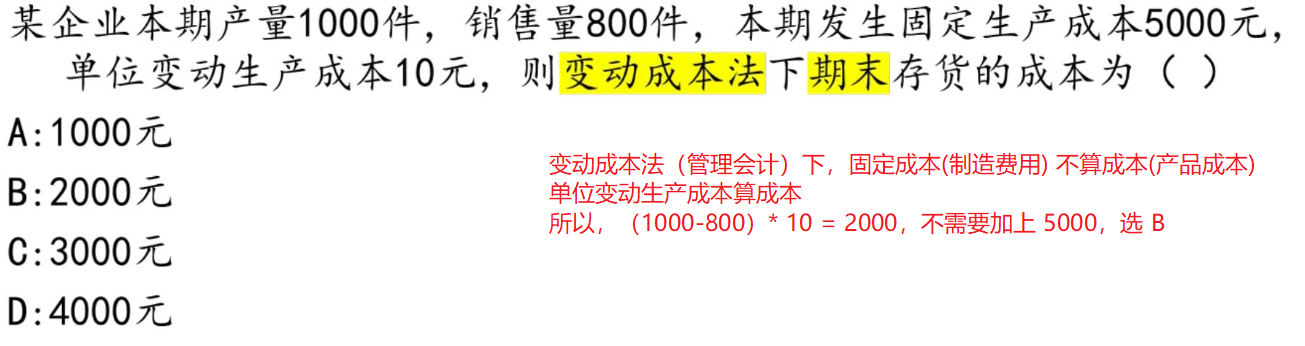 某企业本期产量1000件，销售量800件，本期发生固定生产成本5000元，
单位变动生产成本10元，则变动成本法下期末存货的成本为（ ）
A:1000元
B:2000元
C:3000元
D:4000元
变动成本法（管理会计）下，固定成本(制造费用) 不算成本(产品成本)
单位变动生产成本算成本
所以，（1000-800）* 10 = 2000，不需要加上 5000，选 B